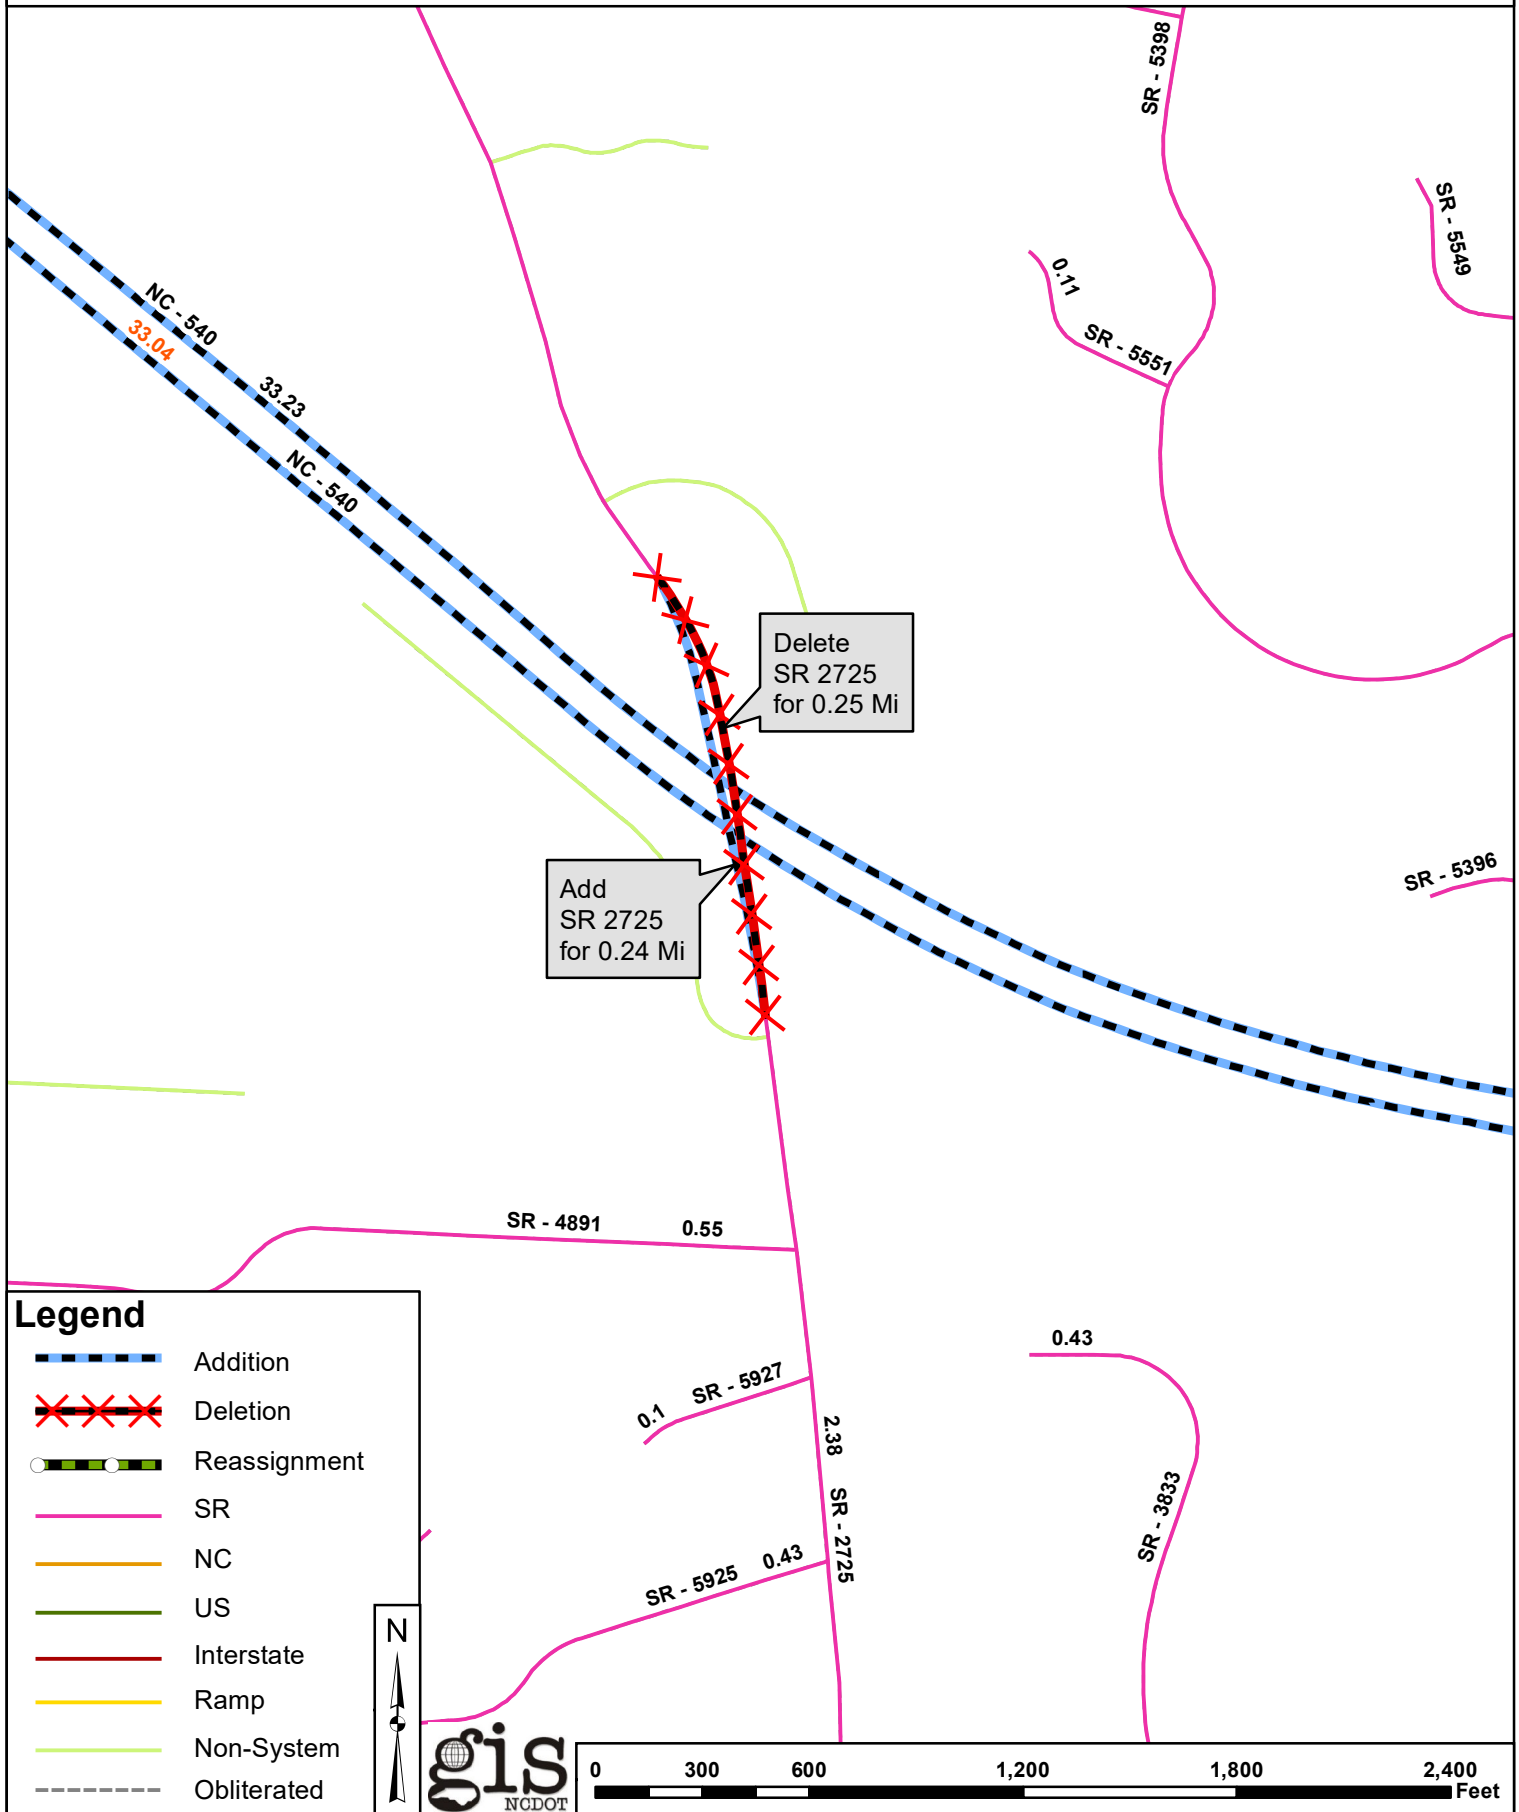 SR - 5398
SR - 5549
0.11
SR - 5551
NC - 540
33.04
33.23
NC - 540
Delete
SR 2725
for 0.25 Mi
Add
SR 2725
for 0.24 Mi
SR - 5396
SR - 4891 0.55
0.43
SR - 5927
0.1
2.38 SR - 2725
SR - 3833
SR - 5925 0.43
Legend
Addition
Deletion
Reassignment
SR
NC
US
Interstate
Ramp
Non-System
Obliterated
N
gis
NCDOT
0 300 600 1,200 1,800 2,400
Feet